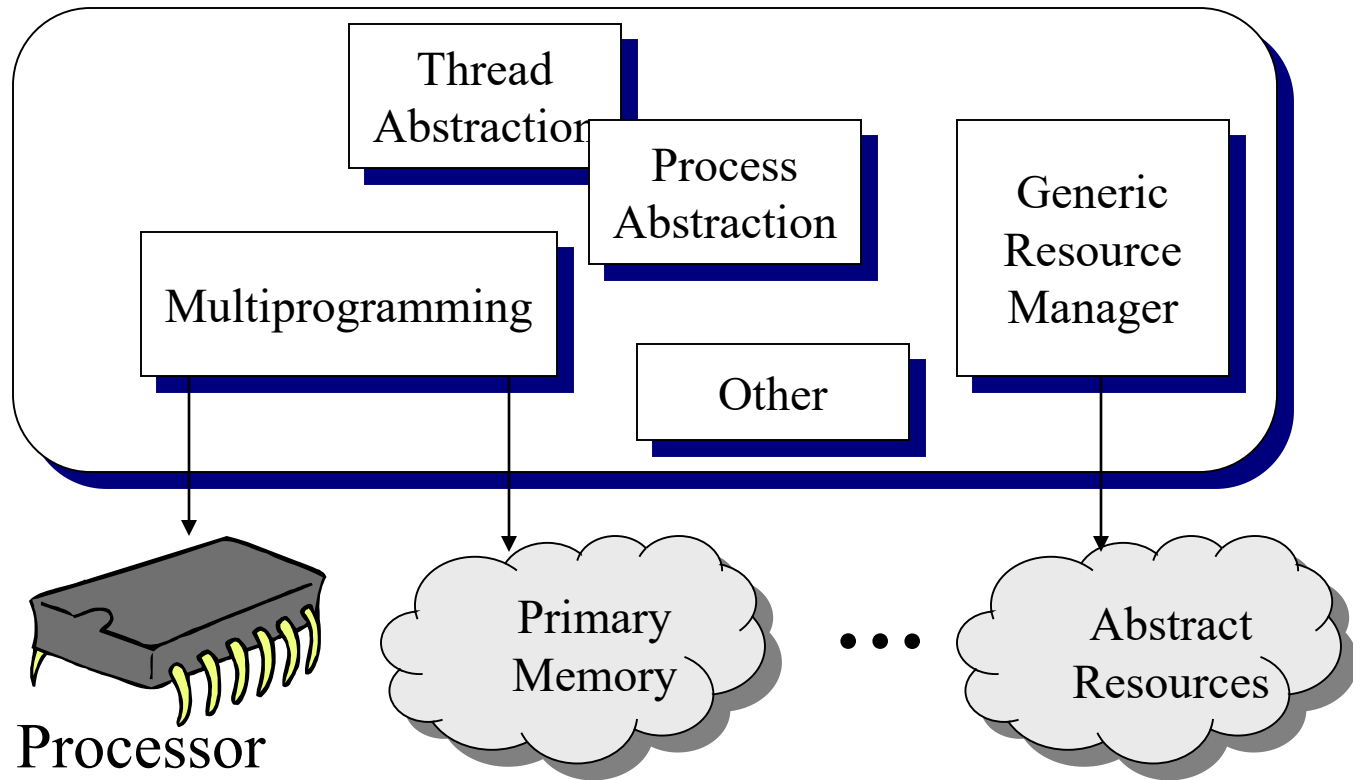 Thread
Abstraction
Process
Abstraction
Generic
Resource
Manager
Multiprogramming
Other
Primary
Memory
Abstract
Resources
Processor